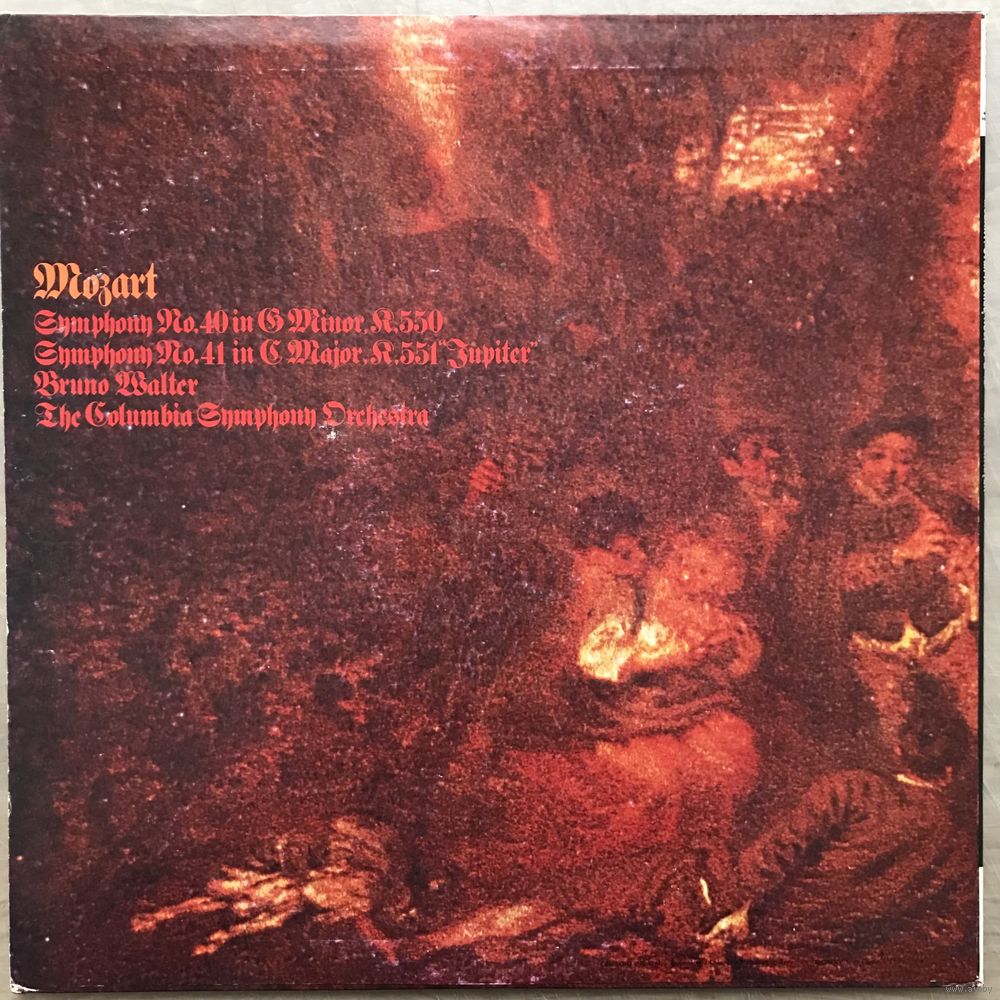 Mozart
Symphony No.40 in G Minor, K.550
Symphony No.41 in C Major, K.551 "Jupiter"
Bruno Walter
The Columbia Symphony Orchestra